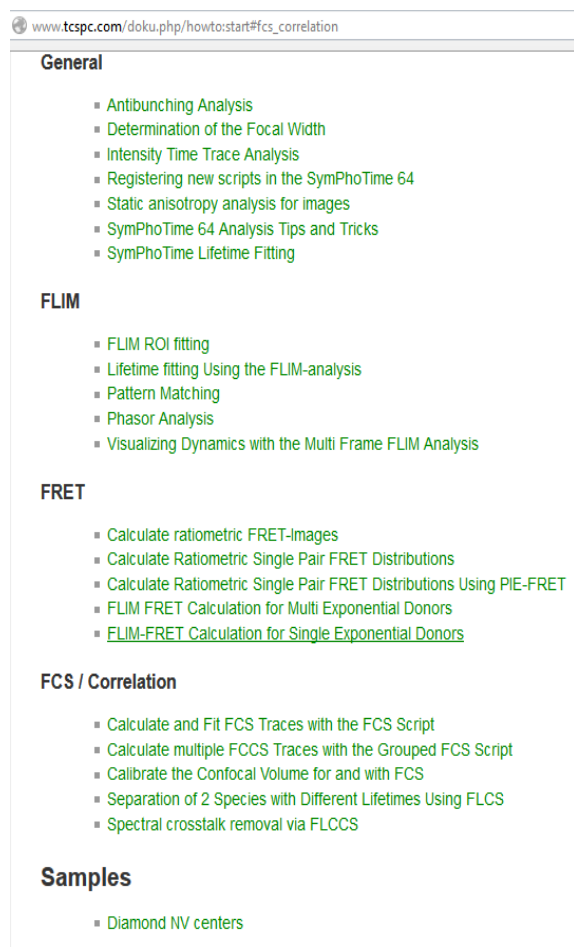 www.tcspc.com/doku.php/howto:start#fcs_correlation
General
Antibunching Analysis
Determination of the Focal Width
Intensity Time Trace Analysis
Registering new scripts in the SymPhoTime 64
Static anisotropy analysis for images
SymPhoTime 64 Analysis Tips and Tricks
SymPhoTime Lifetime Fitting
FLIM
FLIM ROI fitting
Lifetime fitting Using the FLIM-analysis
Pattern Matching
Phasor Analysis
Visualizing Dynamics with the Multi Frame FLIM Analysis
FRET
Calculate ratiometric FRET-Images
Calculate Ratiometric Single Pair FRET Distributions
Calculate Ratiometric Single Pair FRET Distributions Using PIE-FRET
FLIM FRET Calculation for Multi Exponential Donors
FLIM-FRET Calculation for Single Exponential Donors
FCS / Correlation
Calculate and Fit FCS Traces with the FCS Script
Calculate multiple FCCS Traces with the Grouped FCS Script
Calibrate the Confocal Volume for and with FCS
Separation of 2 Species with Different Lifetimes Using FLCS
Spectral crosstalk removal via FLCCS
Samples
Diamond NV centers